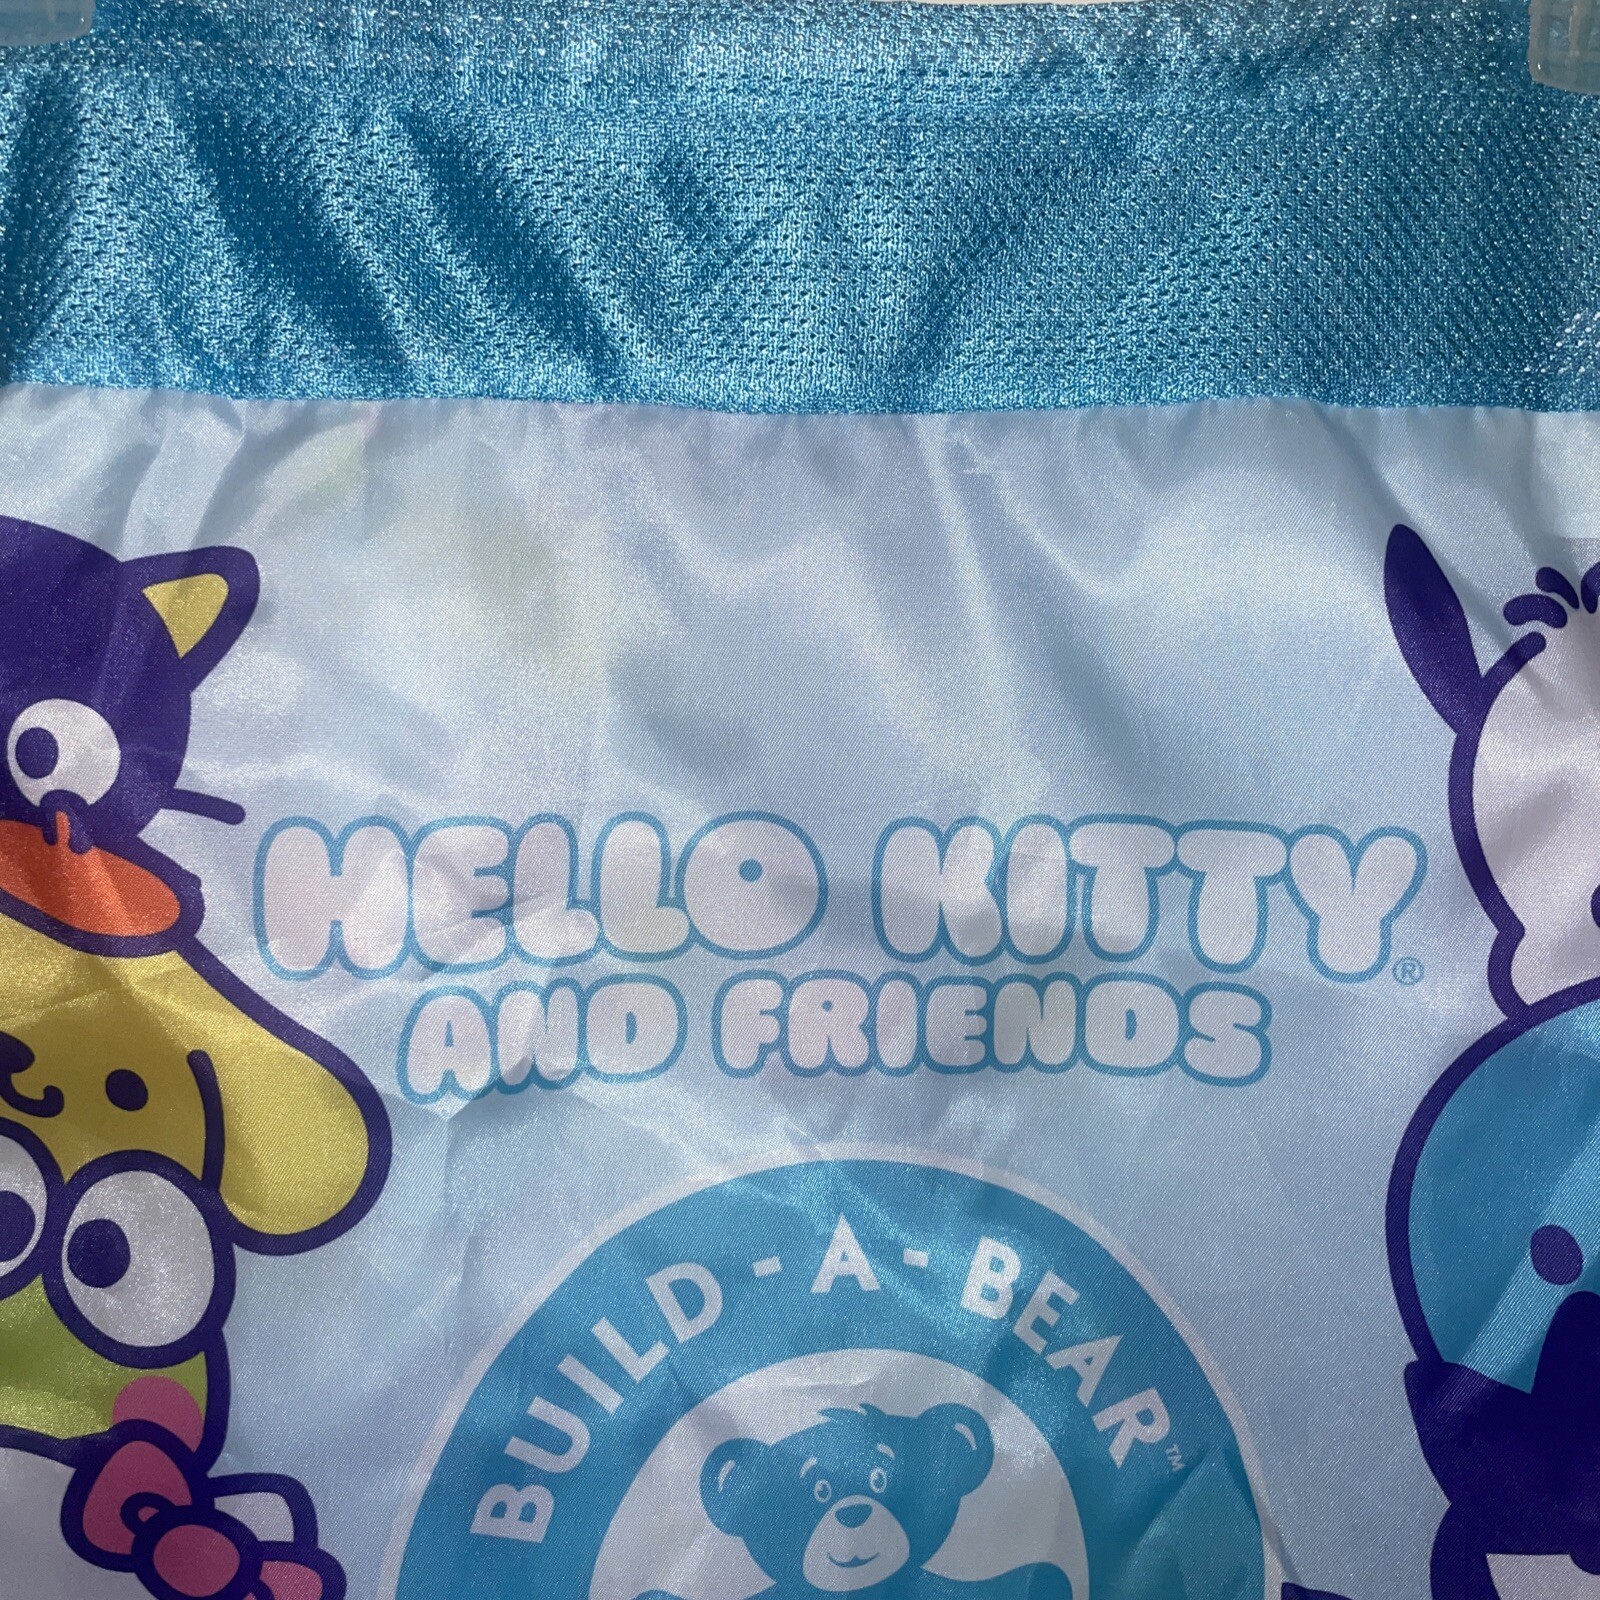 HELLO KITTY®
AND FRIENDS
BUILD-A-BEAR™